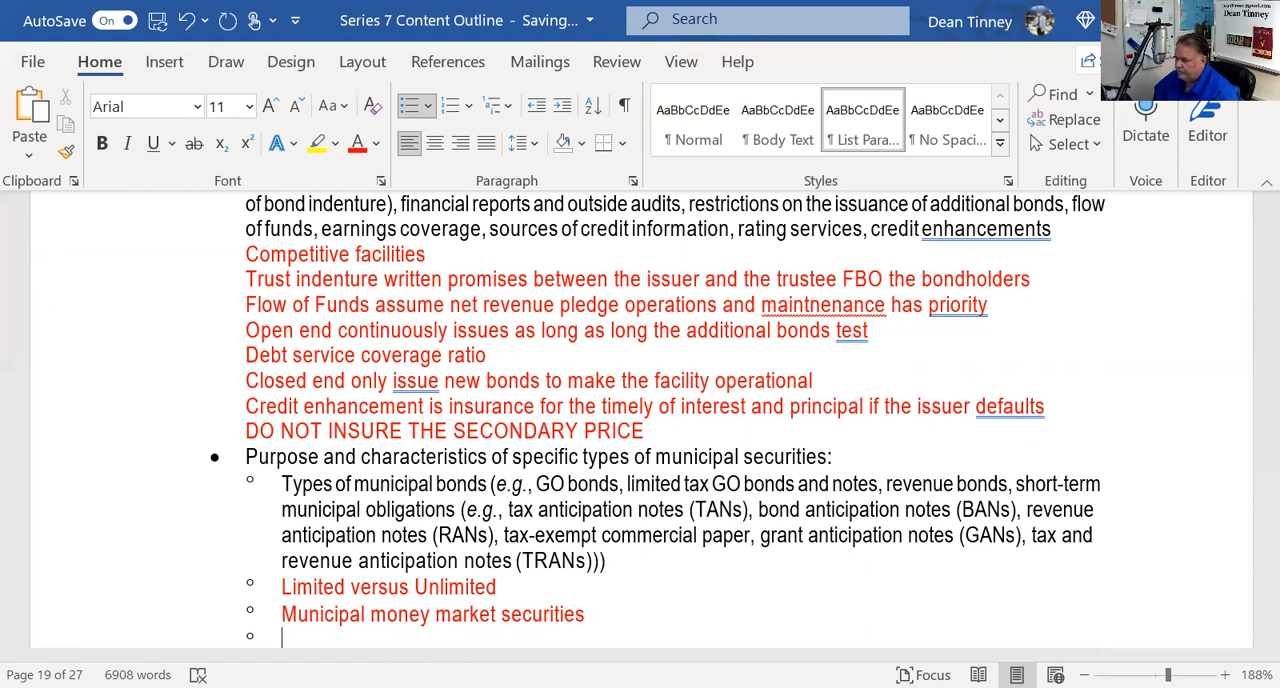 AutoSave On Series 7 Content Outline - Saving... Search Dean Tinney
File Home Insert Draw Design Layout References Mailings Review View Help
Dean Tinney
Paste
Arial 11 Aa
AaBbCcDdEe AaBbCcDdEe AaBbCcDdEe AaBbCcDdEe
¶ Normal ¶ Body Text ¶ List Para... ¶ No Spaci...
Find
Replace
Select
Dictate Editor
Clipboard Font Paragraph Styles Editing Voice Editor
of bond indenture), financial reports and outside audits, restrictions on the issuance of additional bonds, flow
of funds, earnings coverage, sources of credit information, rating services, credit enhancements
Competitive facilities
Trust indenture written promises between the issuer and the trustee FBO the bondholders
Flow of Funds assume net revenue pledge operations and maintnenance has priority
Open end continuously issues as long as long the additional bonds test
Debt service coverage ratio
Closed end only issue new bonds to make the facility operational
Credit enhancement is insurance for the timely of interest and principal if the issuer defaults
DO NOT INSURE THE SECONDARY PRICE
● Purpose and characteristics of specific types of municipal securities:
○ Types of municipal bonds (e.g., GO bonds, limited tax GO bonds and notes, revenue bonds, short-term
municipal obligations (e.g., tax anticipation notes (TANs), bond anticipation notes (BANs), revenue
anticipation notes (RANs), tax-exempt commercial paper, grant anticipation notes (GANs), tax and
revenue anticipation notes (TRANs)))
○ Limited versus Unlimited
○ Municipal money market securities
○
Page 19 of 27 6908 words Focus 188%